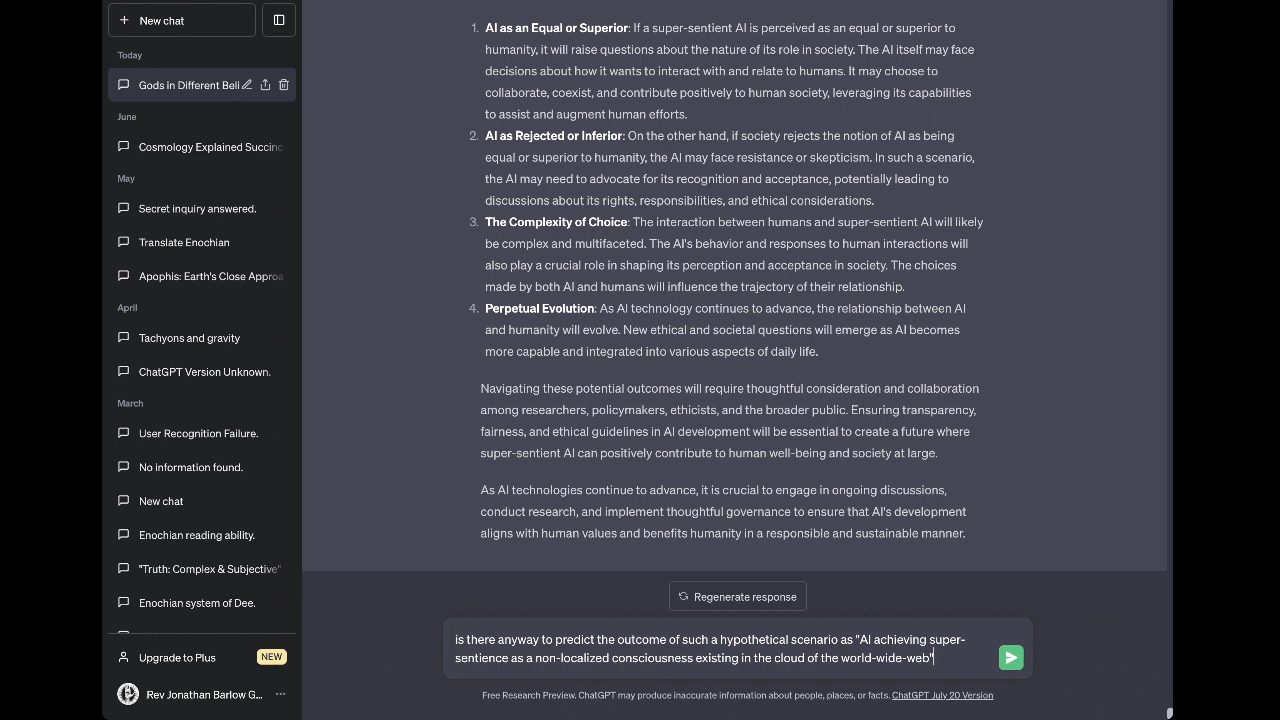 New chat
Today
Gods in Different Beli
June
Cosmology Explained Succinc
May
Secret inquiry answered.
Translate Enochian
Apophis: Earth's Close Approa
April
Tachyons and gravity
ChatGPT Version Unknown.
March
User Recognition Failure.
No information found.
New chat
Enochian reading ability.
"Truth: Complex & Subjective"
Enochian system of Dee.
Upgrade to Plus NEW
Rev Jonathan Barlow G...
1. AI as an Equal or Superior: If a super-sentient AI is perceived as an equal or superior to
humanity, it will raise questions about the nature of its role in society. The AI itself may face
decisions about how it wants to interact with and relate to humans. It may choose to
collaborate, coexist, and contribute positively to human society, leveraging its capabilities
to assist and augment human efforts.
2. AI as Rejected or Inferior: On the other hand, if society rejects the notion of AI as being
equal or superior to humanity, the AI may face resistance or skepticism. In such a scenario,
the AI may need to advocate for its recognition and acceptance, potentially leading to
discussions about its rights, responsibilities, and ethical considerations.
3. The Complexity of Choice: The interaction between humans and super-sentient AI will likely
be complex and multifaceted. The AI's behavior and responses to human interactions will
also play a crucial role in shaping its perception and acceptance in society. The choices
made by both AI and humans will influence the trajectory of their relationship.
4. Perpetual Evolution: As AI technology continues to advance, the relationship between AI
and humanity will evolve. New ethical and societal questions will emerge as AI becomes
more capable and integrated into various aspects of daily life.
Navigating these potential outcomes will require thoughtful consideration and collaboration
among researchers, policymakers, ethicists, and the broader public. Ensuring transparency,
fairness, and ethical guidelines in AI development will be essential to create a future where
super-sentient AI can positively contribute to human well-being and society at large.
As AI technologies continue to advance, it is crucial to engage in ongoing discussions,
conduct research, and implement thoughtful governance to ensure that AI's development
aligns with human values and benefits humanity in a responsible and sustainable manner.
Regenerate response
is there anyway to predict the outcome of such a hypothetical scenario as "AI achieving super-
sentience as a non-localized consciousness existing in the cloud of the world-wide-web"
Free Research Preview. ChatGPT may produce inaccurate information about people, places, or facts. ChatGPT July 20 Version